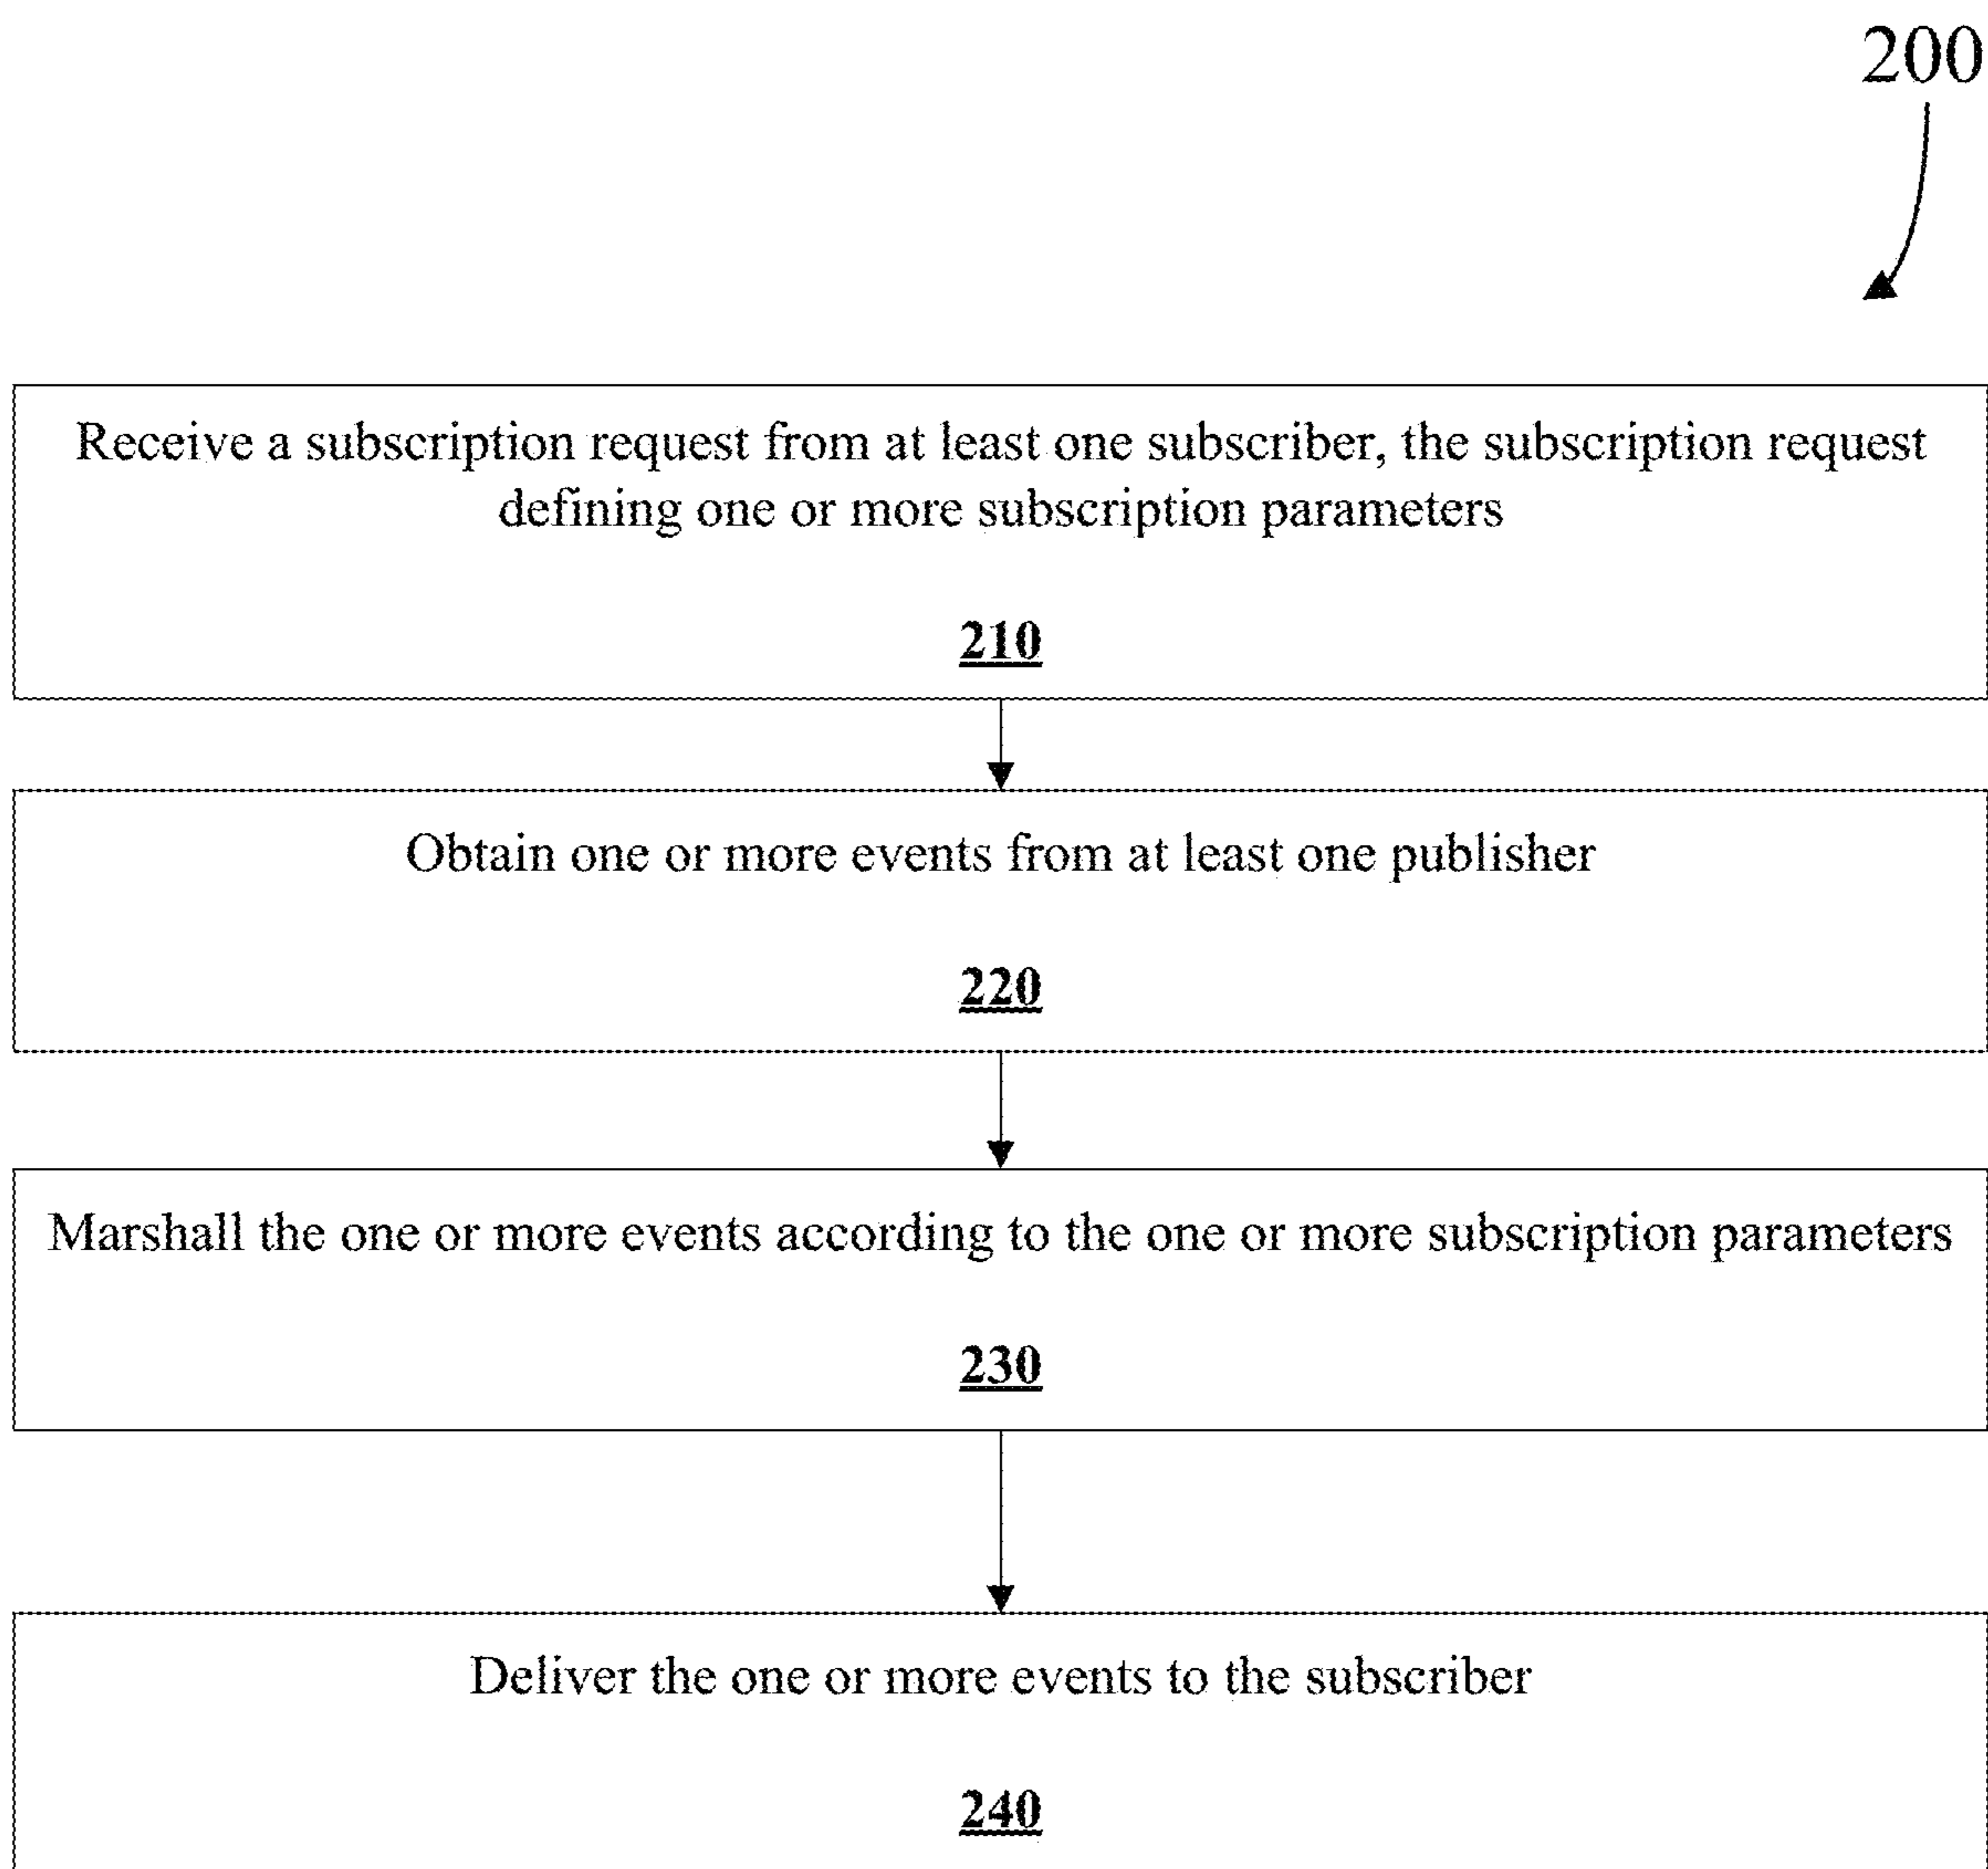 200
Receive a subscription request from at least one subscriber, the subscription request
defining one or more subscription parameters
210
Obtain one or more events from at least one publisher
220
Marshall the one or more events according to the one or more subscription parameters
230
Deliver the one or more events to the subscriber
240